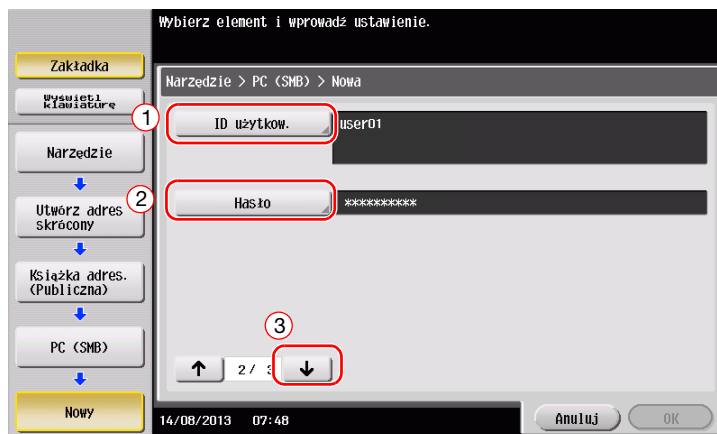 Wybierz element i wprowadź ustawienie.
Zakładka
Wyświetl
klawiaturę
Narzędzie > PC (SMB) > Nowa
1
ID użytkow.
user01
Narzędzie
2
Hasło
**********
Utwórz adres
skrócony
Książka adres.
(Publiczna)
3
PC (SMB)
↑ 2/ 3 ↓
Nowy
14/08/2013 07:48
Anuluj
OK